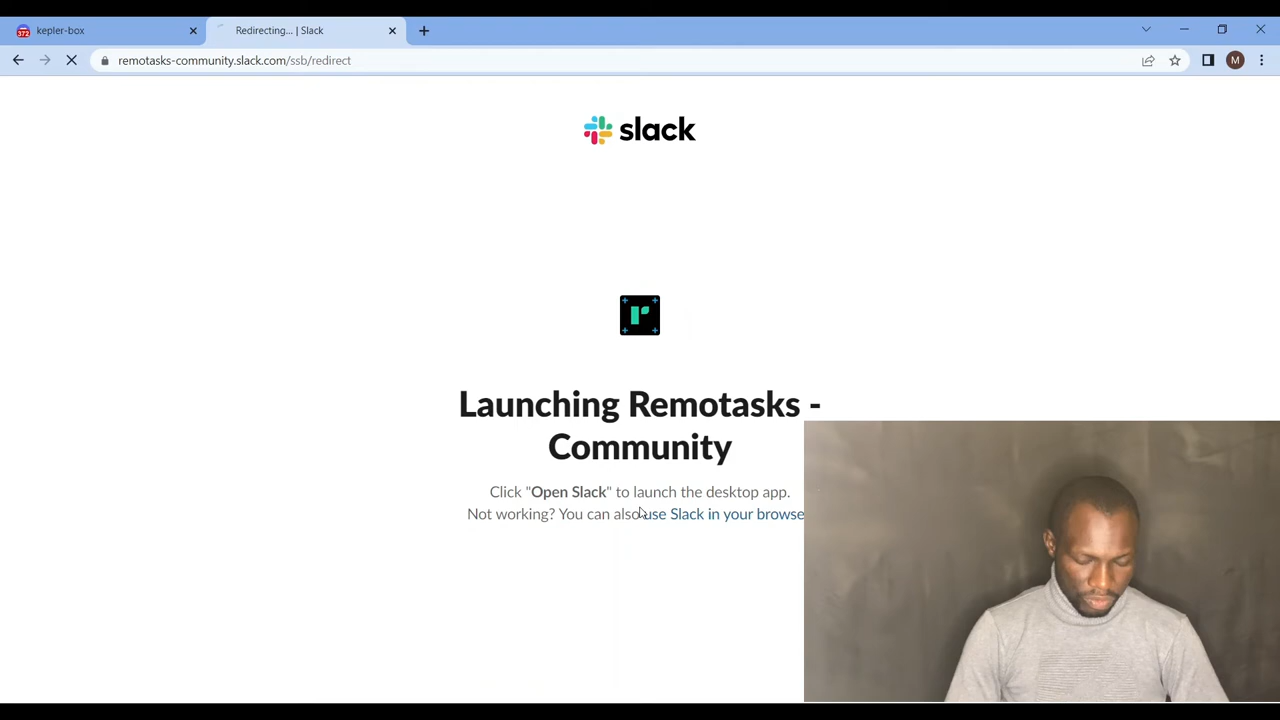 372
kepler-box
Redirecting... | Slack
remotasks-community.slack.com/ssb/redirect
M
slack
r
Launching Remotasks -
Community
Click "Open Slack" to launch the desktop app.
Not working? You can also use Slack in your browse